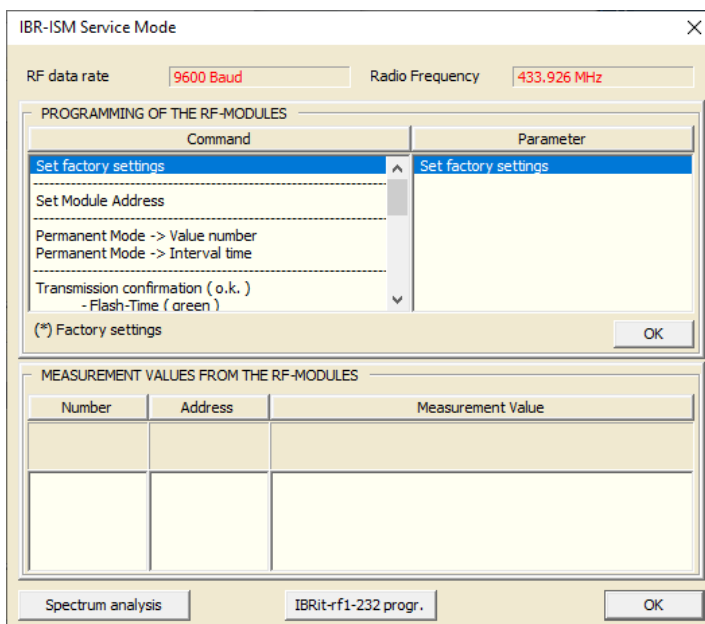 IBR-ISM Service Mode
RF data rate 9600 Baud Radio Frequency 433.926 MHz
PROGRAMMING OF THE RF-MODULES
Command Parameter
Set factory settings Set factory settings
Set Module Address
Permanent Mode -> Value number
Permanent Mode -> Interval time
Transmission confirmation ( o.k. )
- Flash-Time ( green )
(*) Factory settings OK
MEASUREMENT VALUES FROM THE RF-MODULES
Number Address Measurement Value
Spectrum analysis IBRit-rf1-232 progr. OK